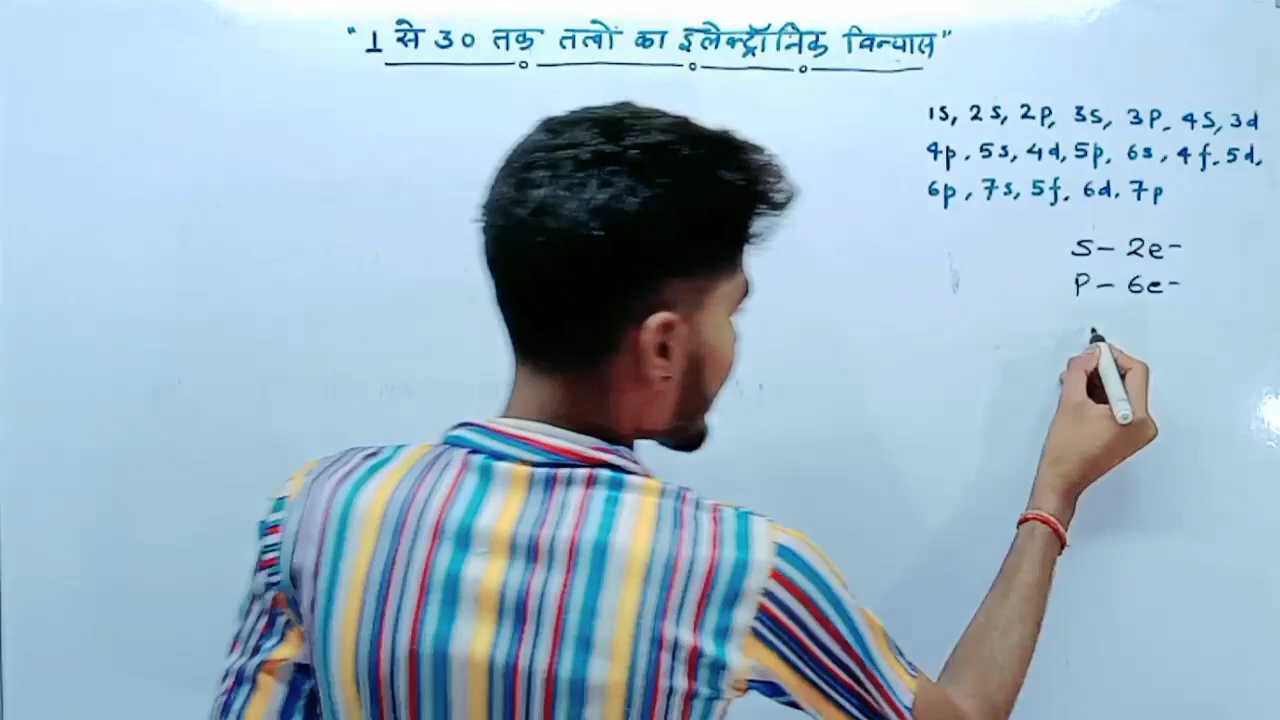 "1 से 30 तक तत्वों का इलेक्ट्रॉनिक विन्यास"
1s, 2s, 2p, 3s, 3p, 4s, 3d
4p, 5s, 4d, 5p, 6s, 4f, 5d,
6p, 7s, 5f, 6d, 7p
S- 2e-
P- 6e-